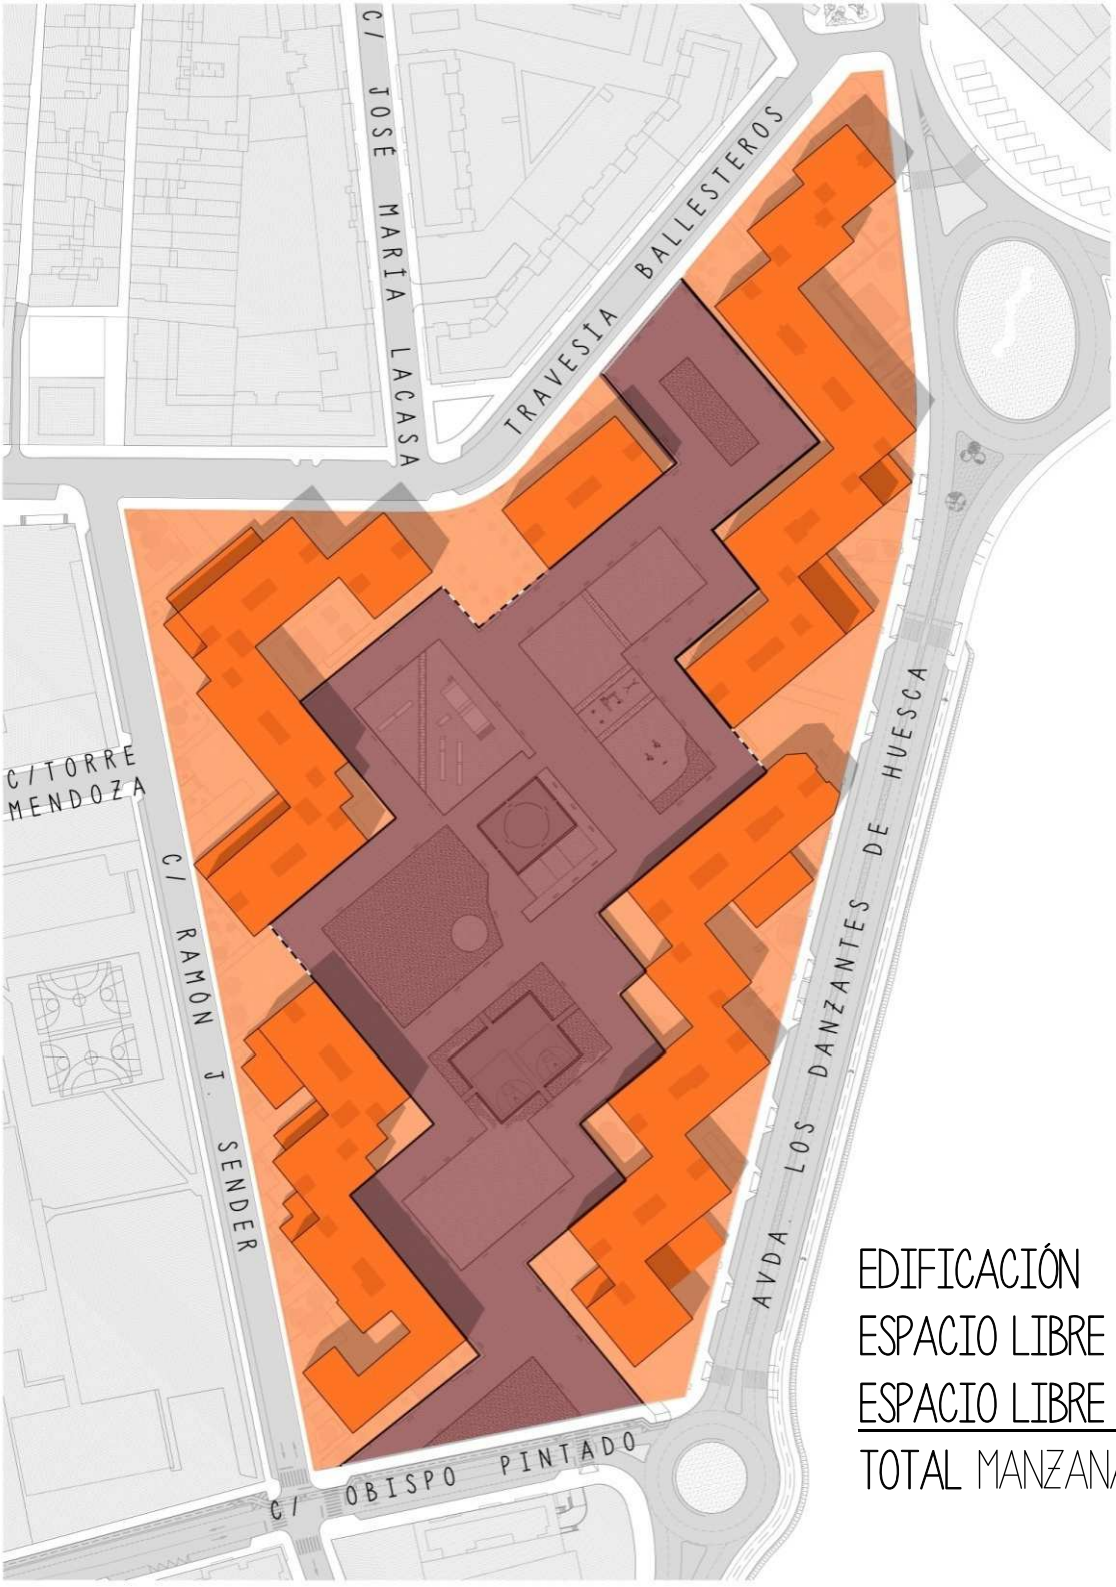 C/ JOSÉ MARÍA LACASA
TRAVESÍA BALLESTEROS
C/TORRE
MENDOZA
C/ RAMÓN J. SENDER
AVDA. LOS DANZANTES DE HUESCA
C/ OBISPO PINTADO
EDIFICACIÓN
ESPACIO LIBRE
ESPACIO LIBRE
TOTAL MANZANA